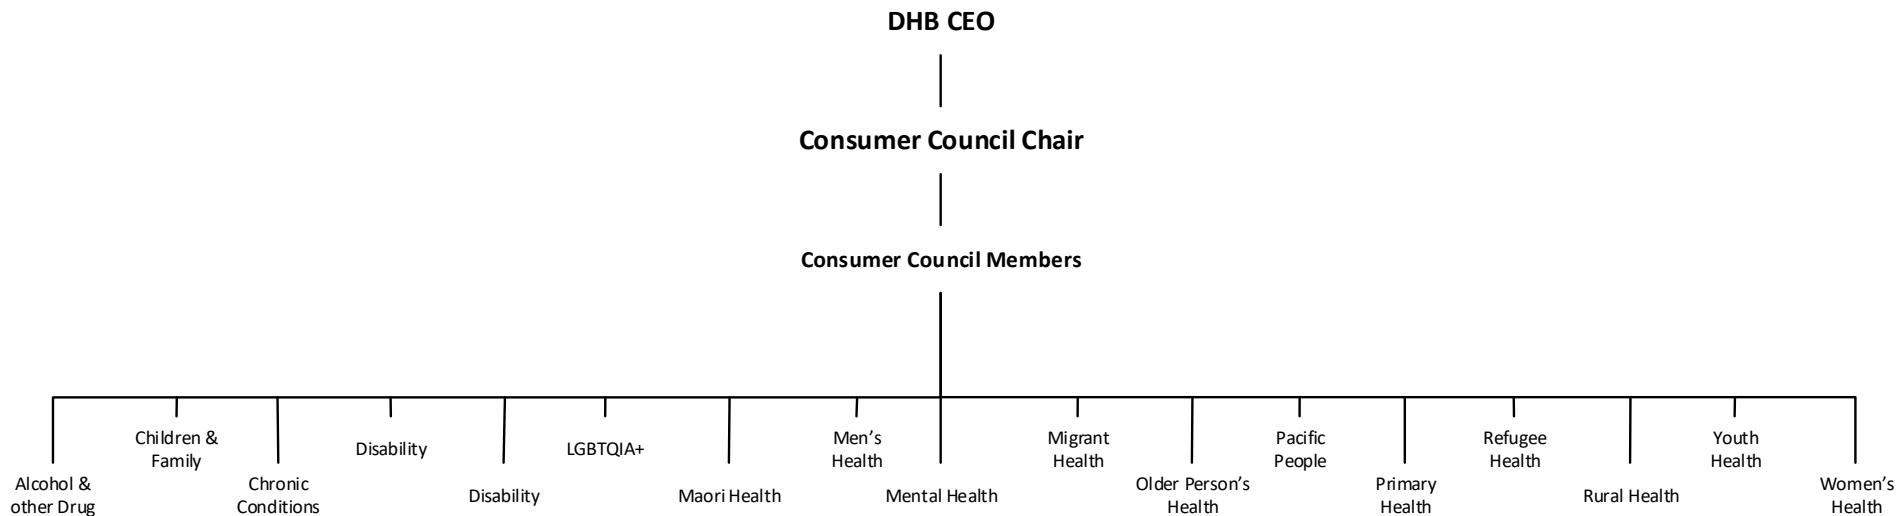 DHB CEO
Consumer Council Chair
Consumer Council Members
Alcohol &
other Drug
Children &
Family
Chronic
Conditions
Disability
Disability
LGBTQIA+
Maori Health
Men's
Health
Mental Health
Migrant
Health
Older Person's
Health
Pacific
People
Primary
Health
Refugee
Health
Rural Health
Youth
Health
Women's
Health